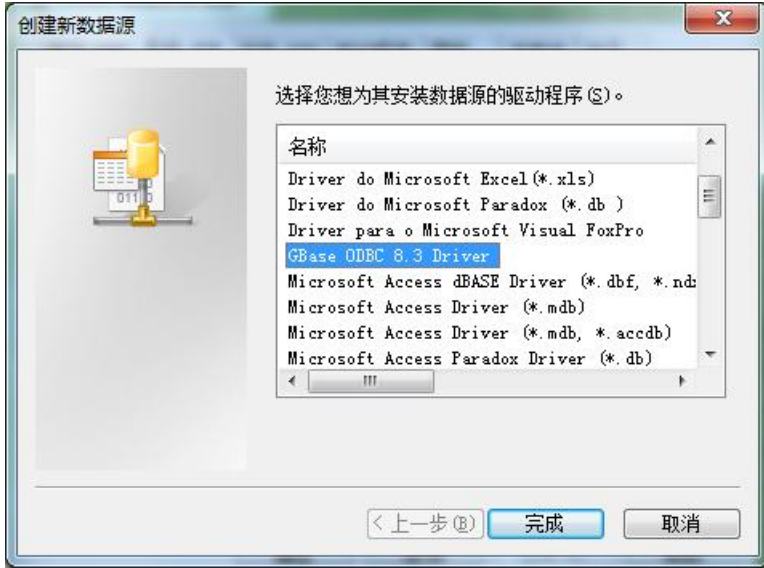 创建新数据源
选择您想为其安装数据源的驱动程序(S)。
名称
Driver do Microsoft Excel(*.xls)
Driver do Microsoft Paradox (*.db )
Driver para o Microsoft Visual FoxPro
GBase ODBC 8.3 Driver
Microsoft Access dBASE Driver (*.dbf, *.nd
Microsoft Access Driver (*.mdb)
Microsoft Access Driver (*.mdb, *.accdb)
Microsoft Access Paradox Driver (*.db)
01110
<上一步(B) 完成 取消